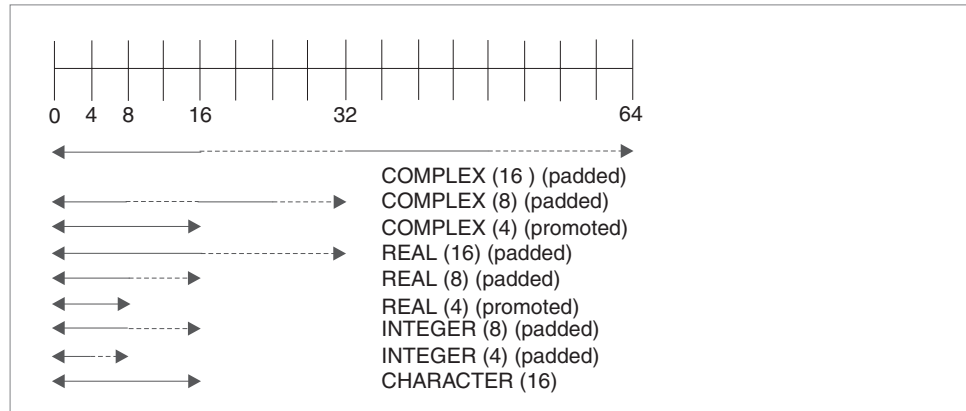 0 4 8 16 32 64
COMPLEX (16 ) (padded)
COMPLEX (8) (padded)
COMPLEX (4) (promoted)
REAL (16) (padded)
REAL (8) (padded)
REAL (4) (promoted)
INTEGER (8) (padded)
INTEGER (4) (padded)
CHARACTER (16)